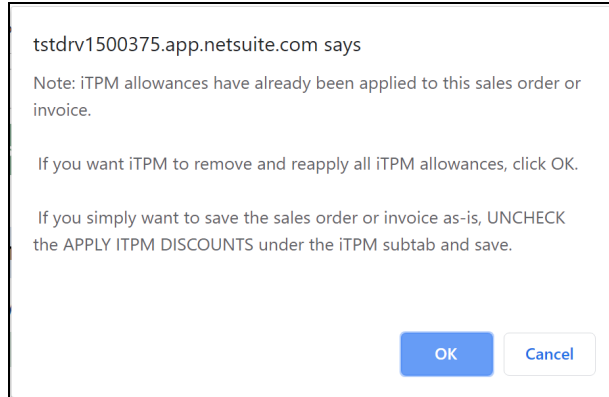 tstdrv1500375.app.netsuite.com says
Note: iTPM allowances have already been applied to this sales order or
invoice.
If you want iTPM to remove and reapply all iTPM allowances, click OK.
If you simply want to save the sales order or invoice as-is, UNCHECK
the APPLY ITPM DISCOUNTS under the iTPM subtab and save.
OK
Cancel